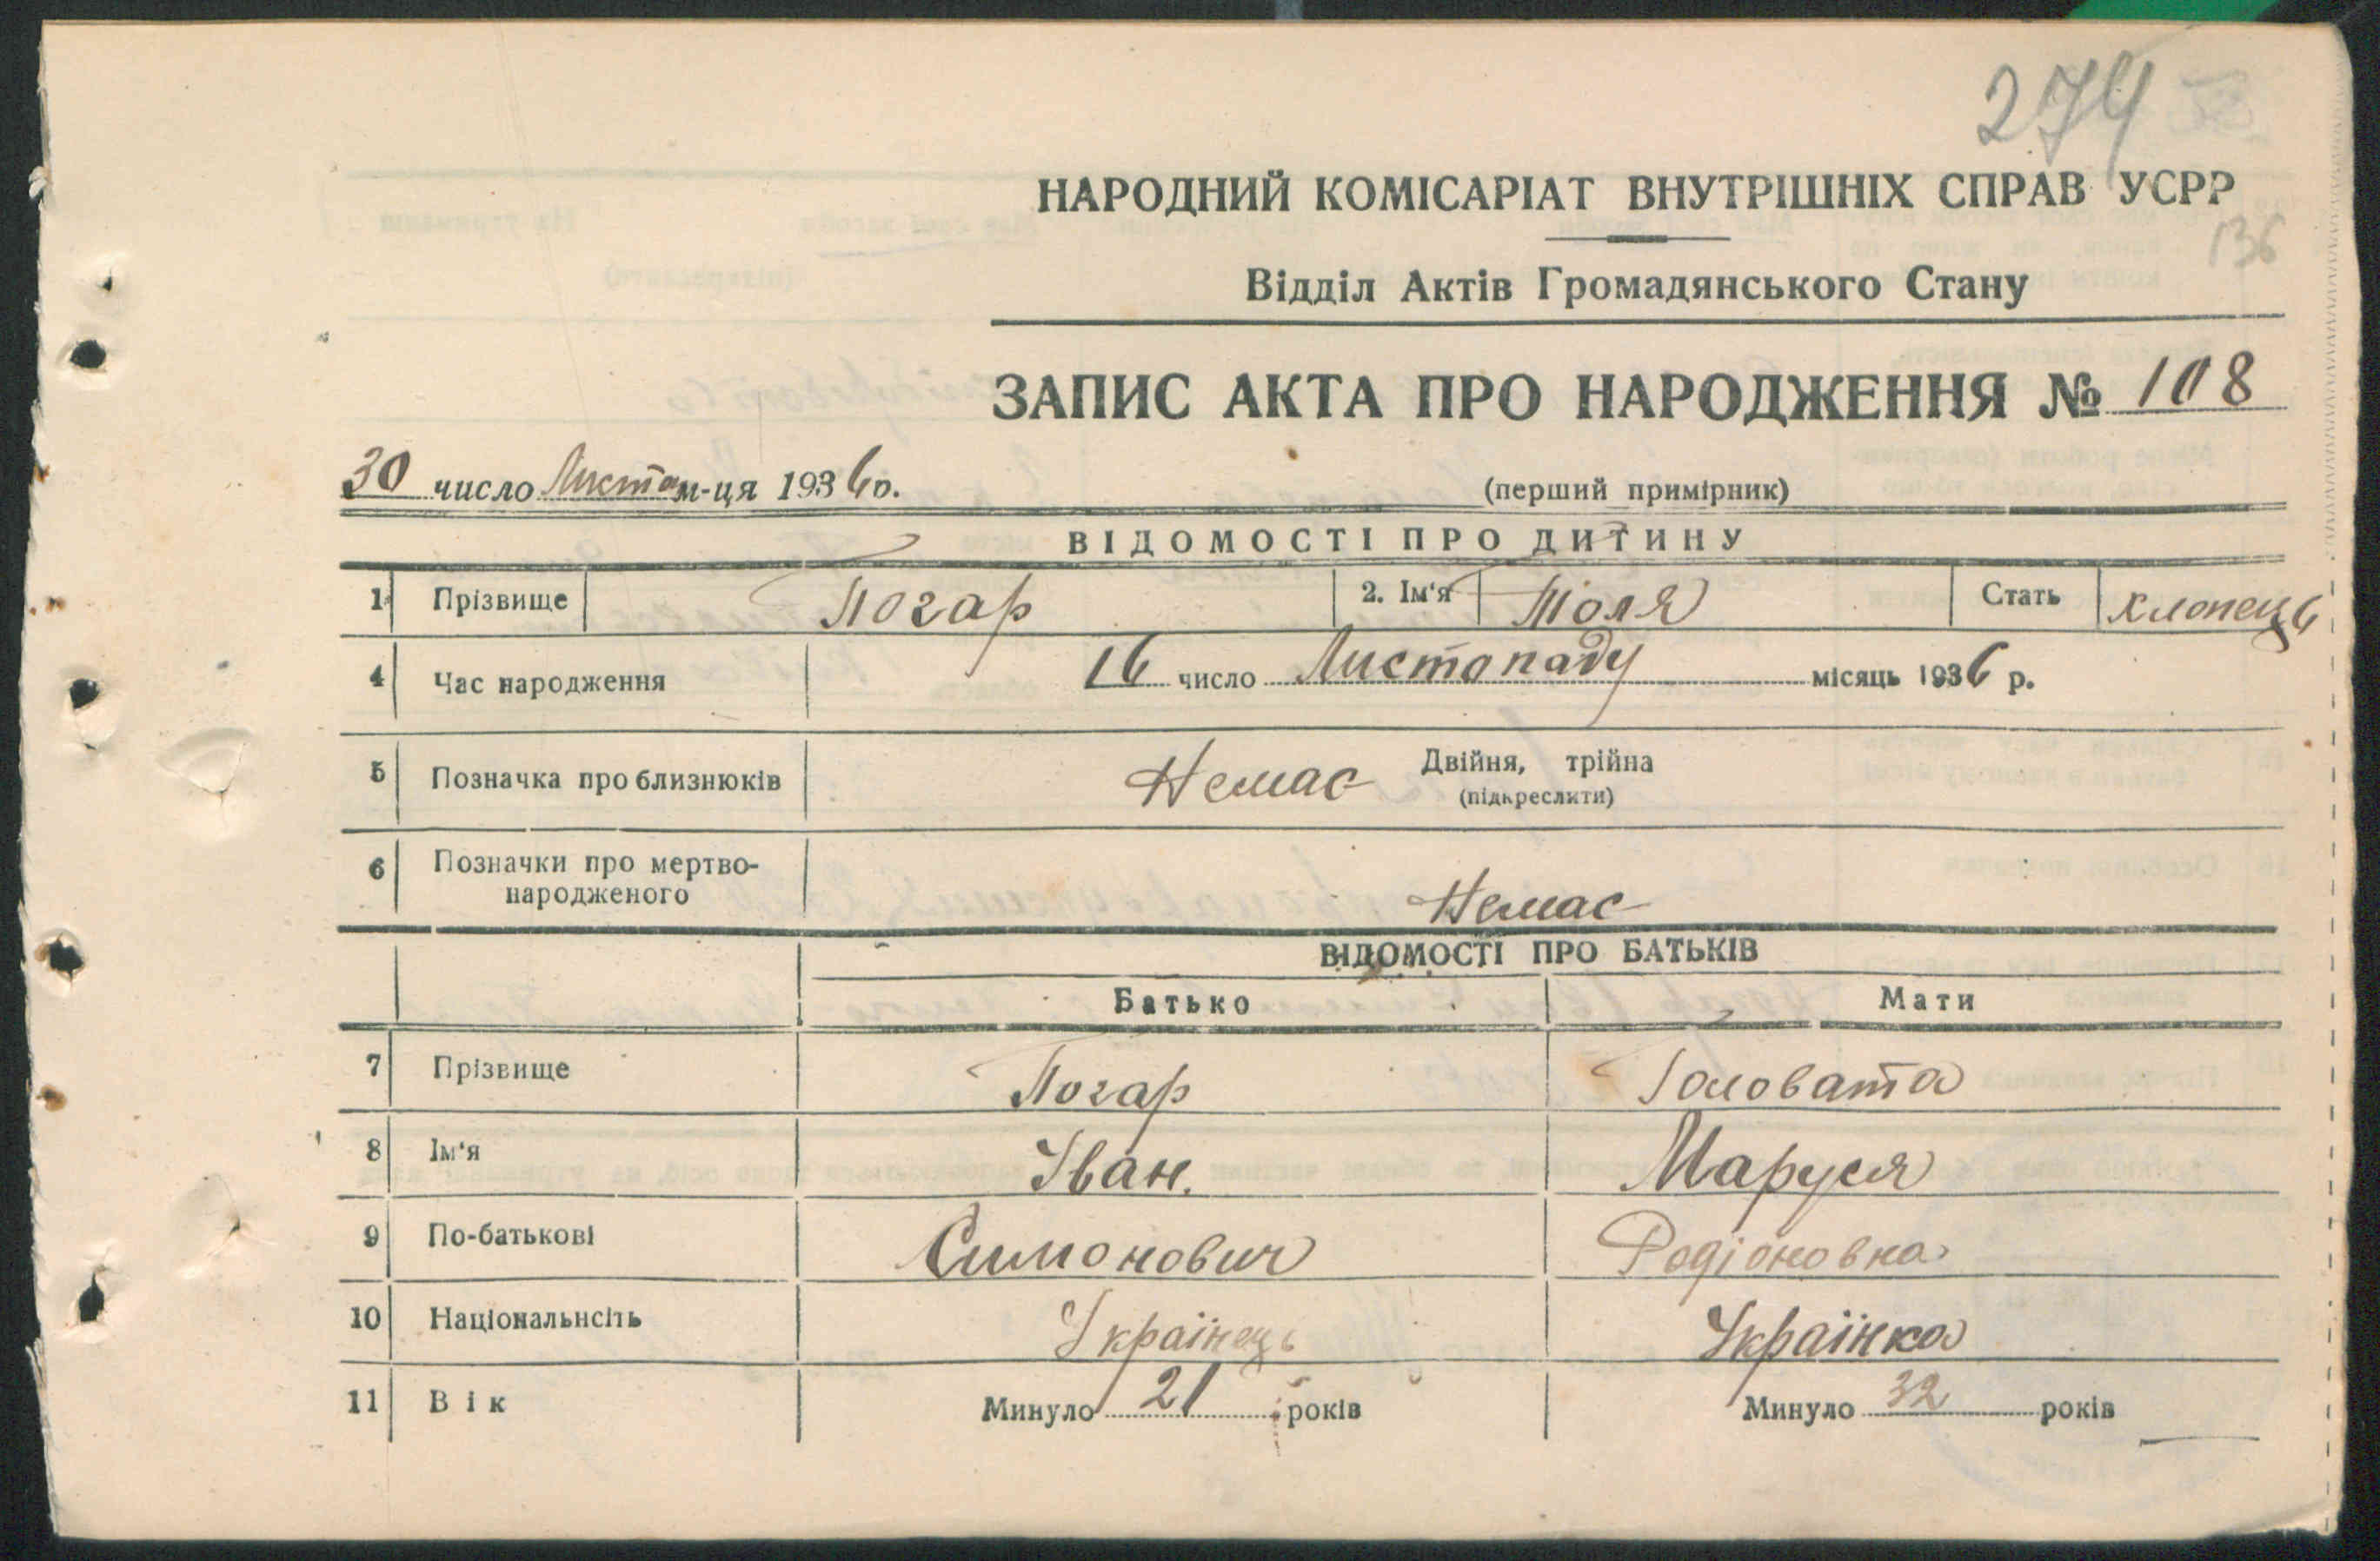 274
НАРОДНИЙ КОМІСАРІАТ ВНУТРІШНІХ СПРАВ УСРР
136
Відділ Актів Громадянського Стану
ЗАПИС АКТА ПРО НАРОДЖЕННЯ № 108
30 число Листоп м-ця 1936 р.
(перший примірник)
ВІДОМОСТІ ПРО ДИТИНУ
1 Прізвище Погар 2. Ім'я Толя Стать хлопець
4 Час народження 16 число Листопаду місяць 1936 р.
5 Позначка про близнюків Немає Двійня, трійна
(підкреслити)
6 Позначки про мертво-
народженого
Немає
ВІДОМОСТІ ПРО БАТЬКІВ
Батько Мати
7 Прізвище Погар Головата
8 Ім'я Іван. Маруся
9 По-батькові Симонович Родіоновна
10 Національнсіть Українець Українка
11 Вік Минуло 21 років Минуло 32 років